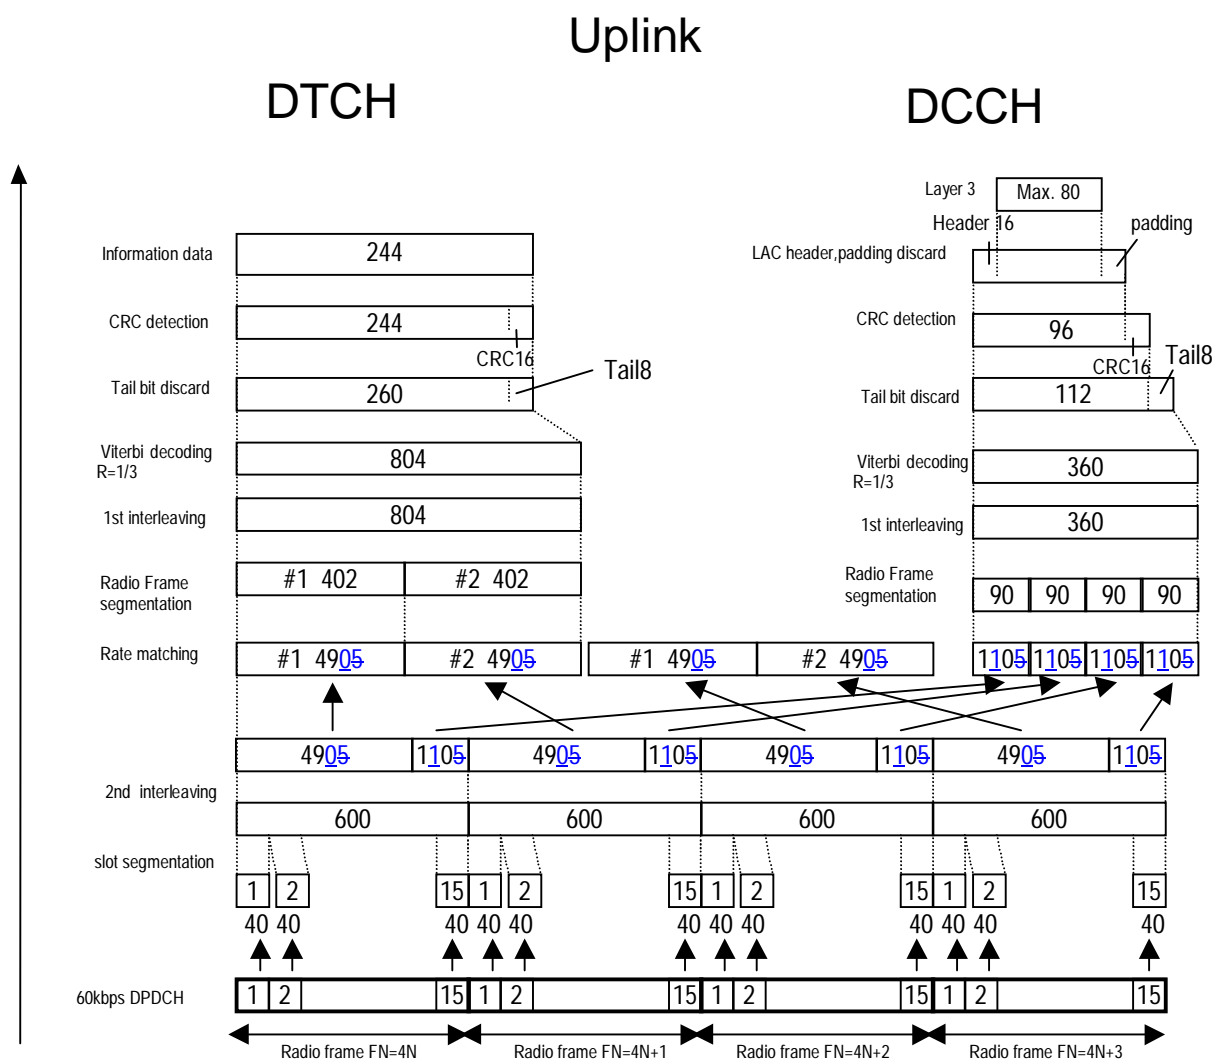 Uplink
DTCH
DCCH
Layer 3
Max. 80
Header 16
padding
Information data
244
LAC header,padding discard
CRC detection
244
CRC16
CRC detection
96
CRC16
Tail bit discard
260
Tail8
Tail bit discard
112
Tail8
Viterbi decoding
R=1/3
804
Viterbi decoding
R=1/3
360
1st interleaving
804
1st interleaving
360
Radio Frame
segmentation
#1 402
#2 402
Radio Frame
segmentation
90 90 90 90
Rate matching
#1 4905
#2 4905
#1 4905
#2 4905
1105 1105 1105 1105
4905 1105 4905 1105 4905 1105 4905 1105
2nd interleaving
600 600 600 600
slot segmentation
1 2 15 1 2 15 1 2 15 1 2 15
40 40 40 40 40 40 40 40 40 40 40 40
60kbps DPDCH
1 2 15 1 2 15 1 2 15 1 2 15
Radio frame FN=4N
Radio frame FN=4N+1
Radio frame FN=4N+2
Radio frame FN=4N+3